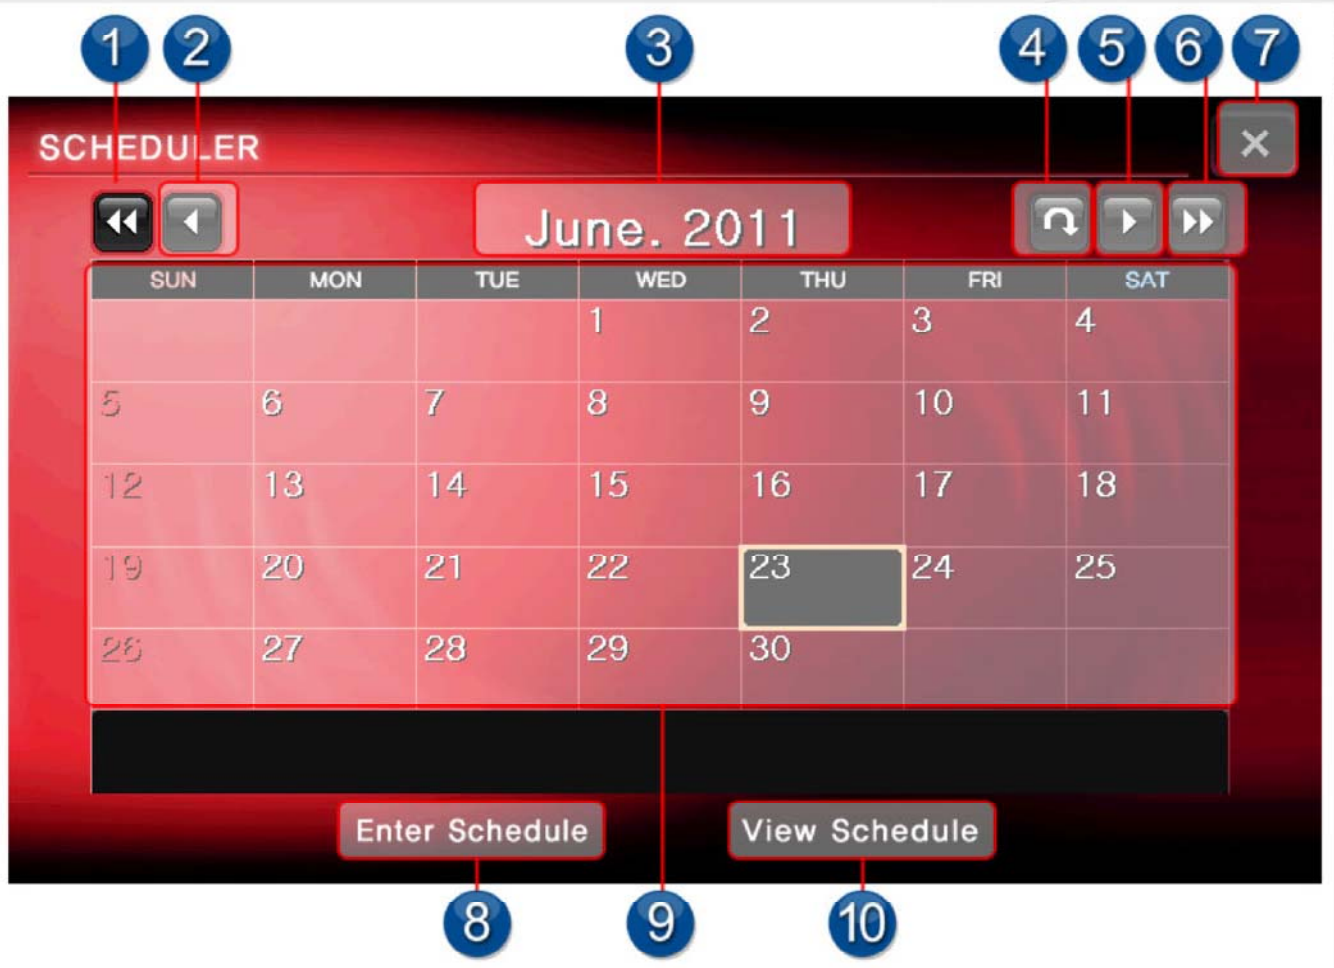 1 2 3 4 5 6 7
SCHEDULER
June. 2011
SUN MON TUE WED THU FRI SAT
1 2 3 4
5 6 7 8 9 10 11
12 13 14 15 16 17 18
19 20 21 22 23 24 25
26 27 28 29 30
Enter Schedule View Schedule
8 9 10